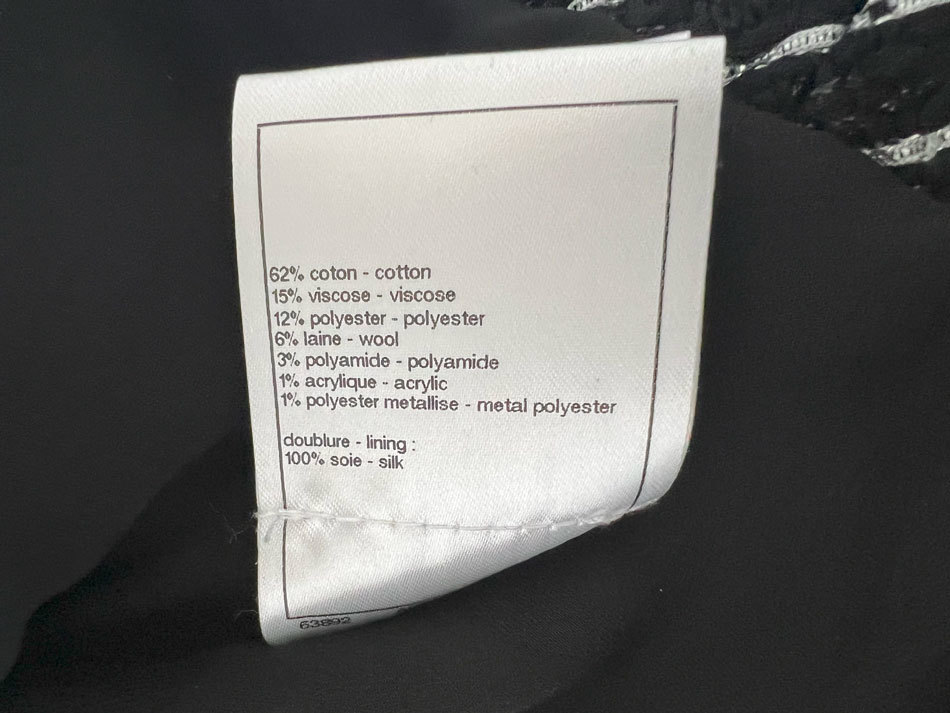 62% coton - cotton
15% viscose - viscose
12% polyester - polyester
6% laine - wool
3% polyamide - polyamide
1% acrylique - acrylic
1% polyester metallise - metal polyester
doublure - lining :
100% soie - silk
63892